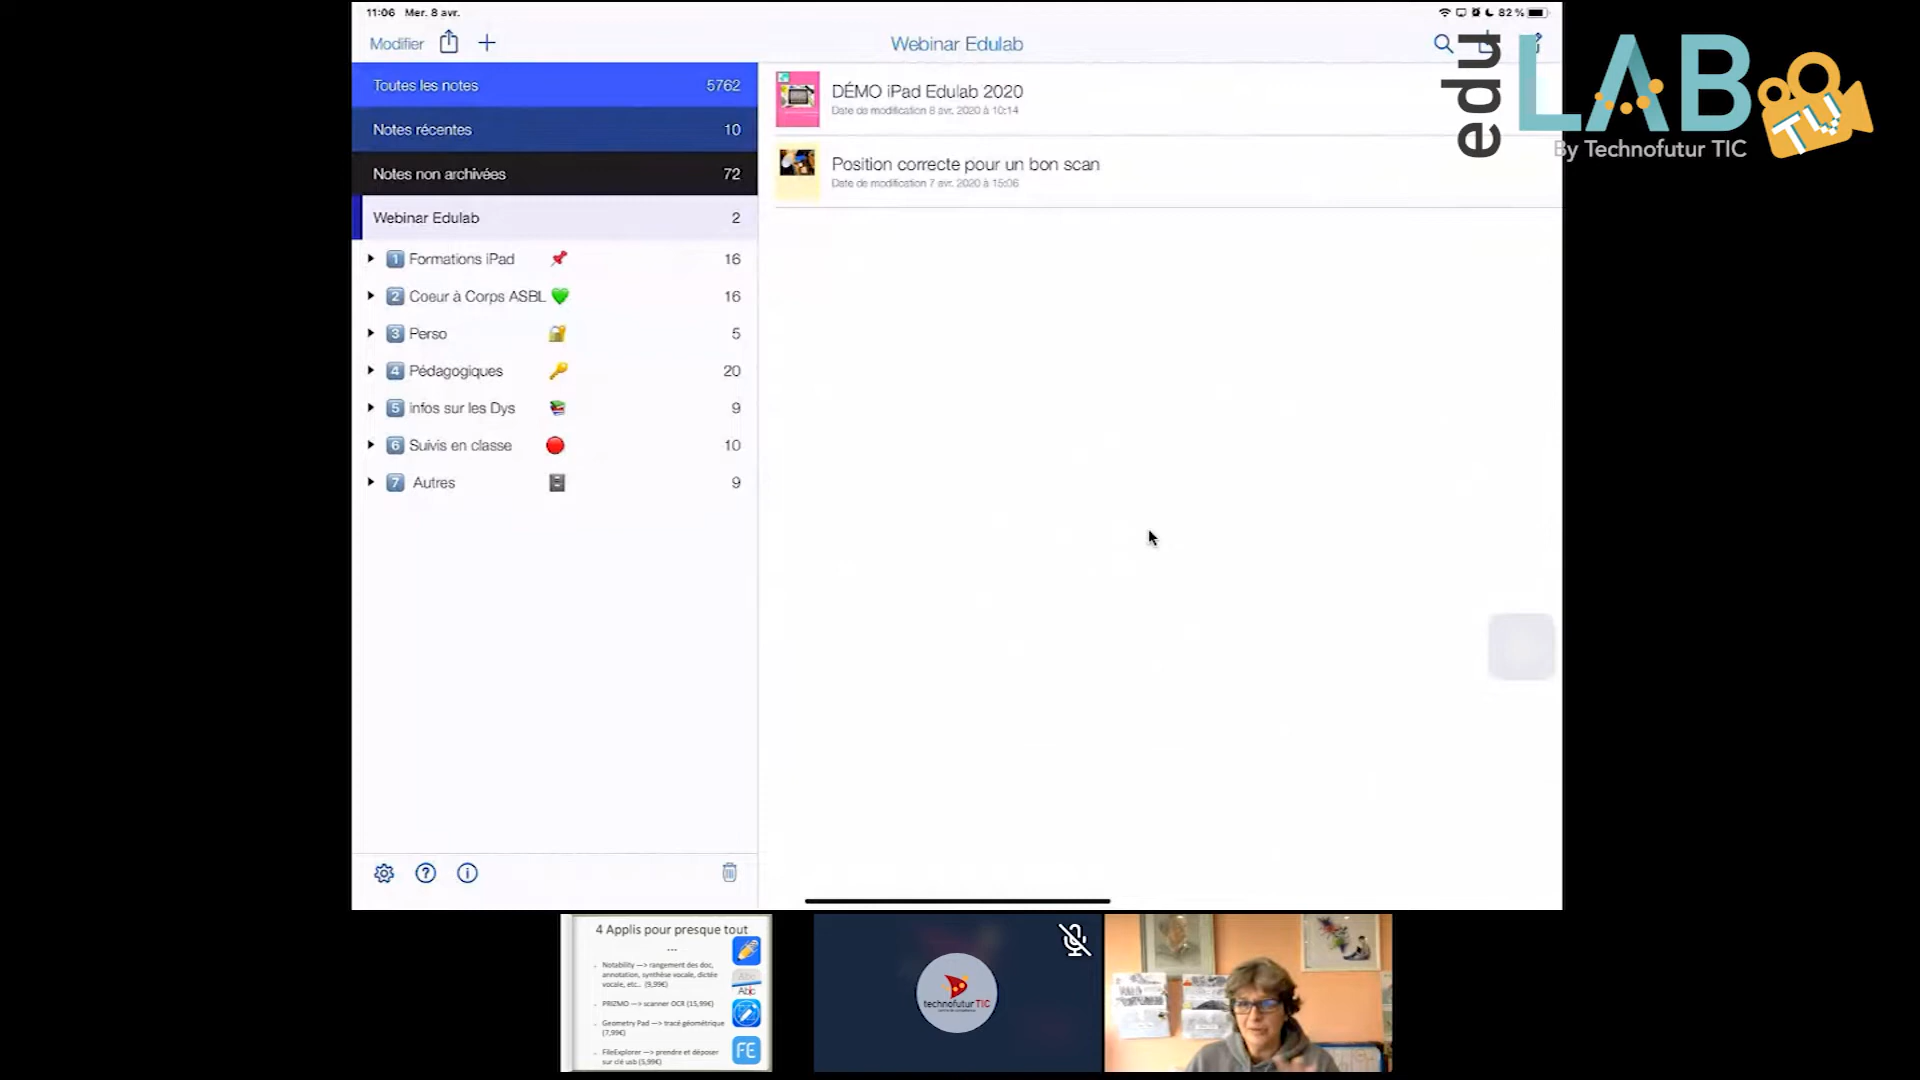 11:06 Mer. 8 avr.
82 %
Modifier
Webinar Edulab
Toutes les notes 5762
Notes récentes 10
Notes non archivées 72
Webinar Edulab 2
1 Formations iPad 16
2 Coeur à Corps ASBL 16
3 Perso 5
4 Pédagogiques 20
5 infos sur les Dys 9
6 Suivis en classe 10
7 Autres 9
DÉMO iPad Edulab 2020
Date de modification 8 avr. 2020 à 10:14
Position correcte pour un bon scan
Date de modification 7 avr. 2020 à 15:06
edu LAB TV
By Technofutur TIC
4 Applis pour presque tout
...
Notability —> rangement des doc,
annotation, synthèse vocale, dictée
vocale, etc.. (9,99€)
PRIZMO —> scanner OCR (15,99€)
Geometry Pad —> tracé géométrique
(7,99€)
FileExplorer —> prendre et déposer
sur clé usb (5,99€)
Abc
Abc
FE
technofutur TIC